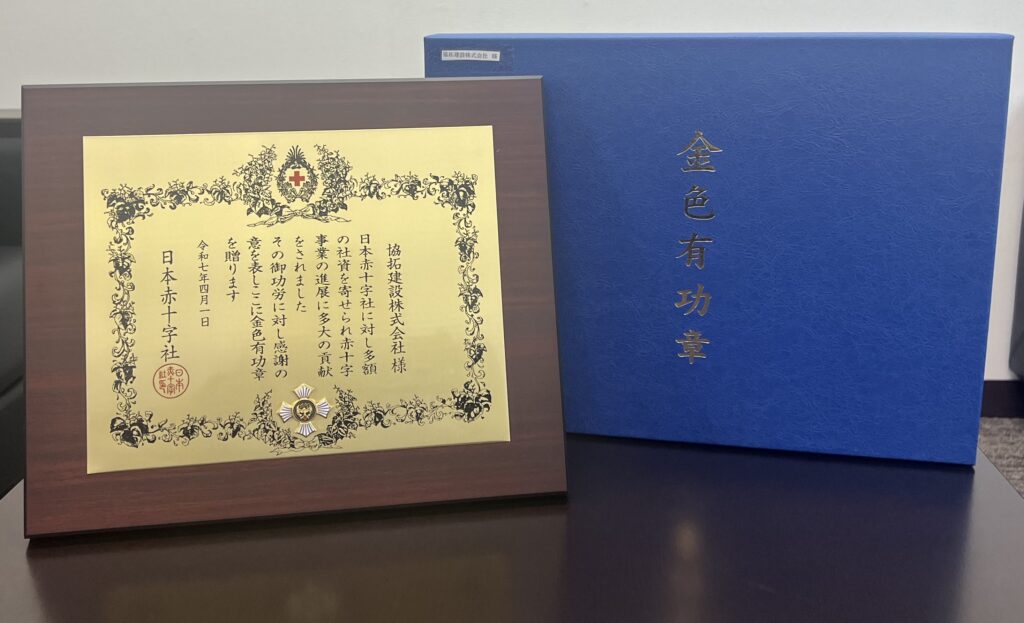 協拓建設株式会社 様
日本赤十字社に対し多額
の社資を寄せられ赤十字
事業の進展に多大の貢献
をされました
その御功労に対し感謝の
意を表しここに金色有功章
を贈ります
令和七年四月一日
日本赤十字社
金色有功章